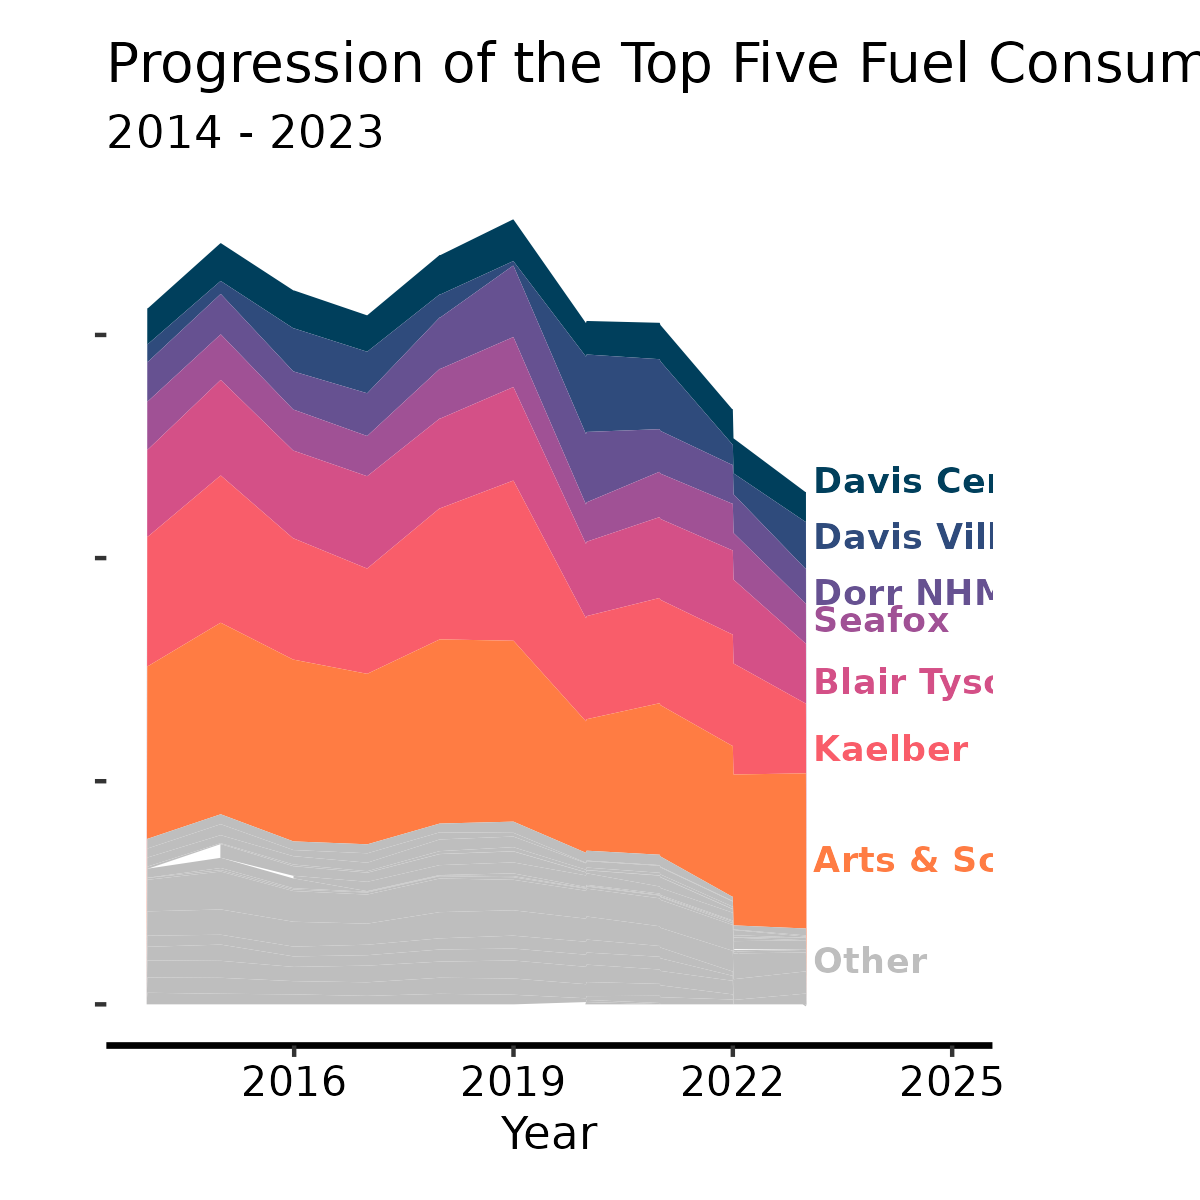 Progression of the Top Five Fuel Consum
2014 - 2023
Davis Cer
Davis Vill
Dorr NHM
Seafox
Blair Tyso
Kaelber
Arts & Sc
Other
2016 2019 2022 2025
Year